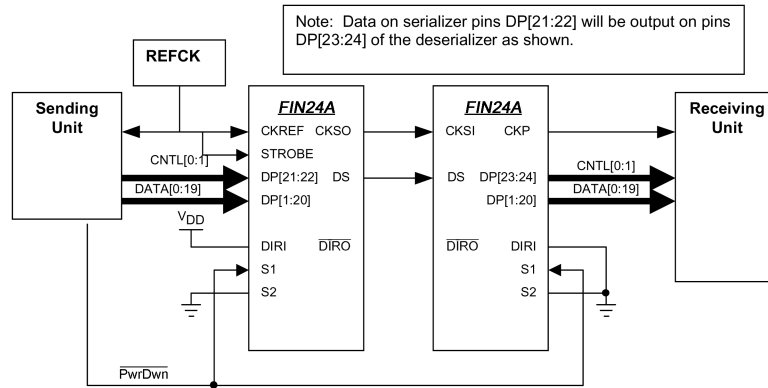 Note: Data on serializer pins DP[21:22] will be output on pins
DP[23:24] of the deserializer as shown.
REFCK
Sending
Unit
FIN24A
CKREF CKSO
STROBE
DP[21:22] DS
DP[1:20]
DIRI DIRO
S1
S2
CNTL[0:1]
DATA[0:19]
VDD
FIN24A
CKSI CKP
DS DP[23:24]
DP[1:20]
DIRO DIRI
S1
S2
CNTL[0:1]
DATA[0:19]
Receiving
Unit
PwrDwn